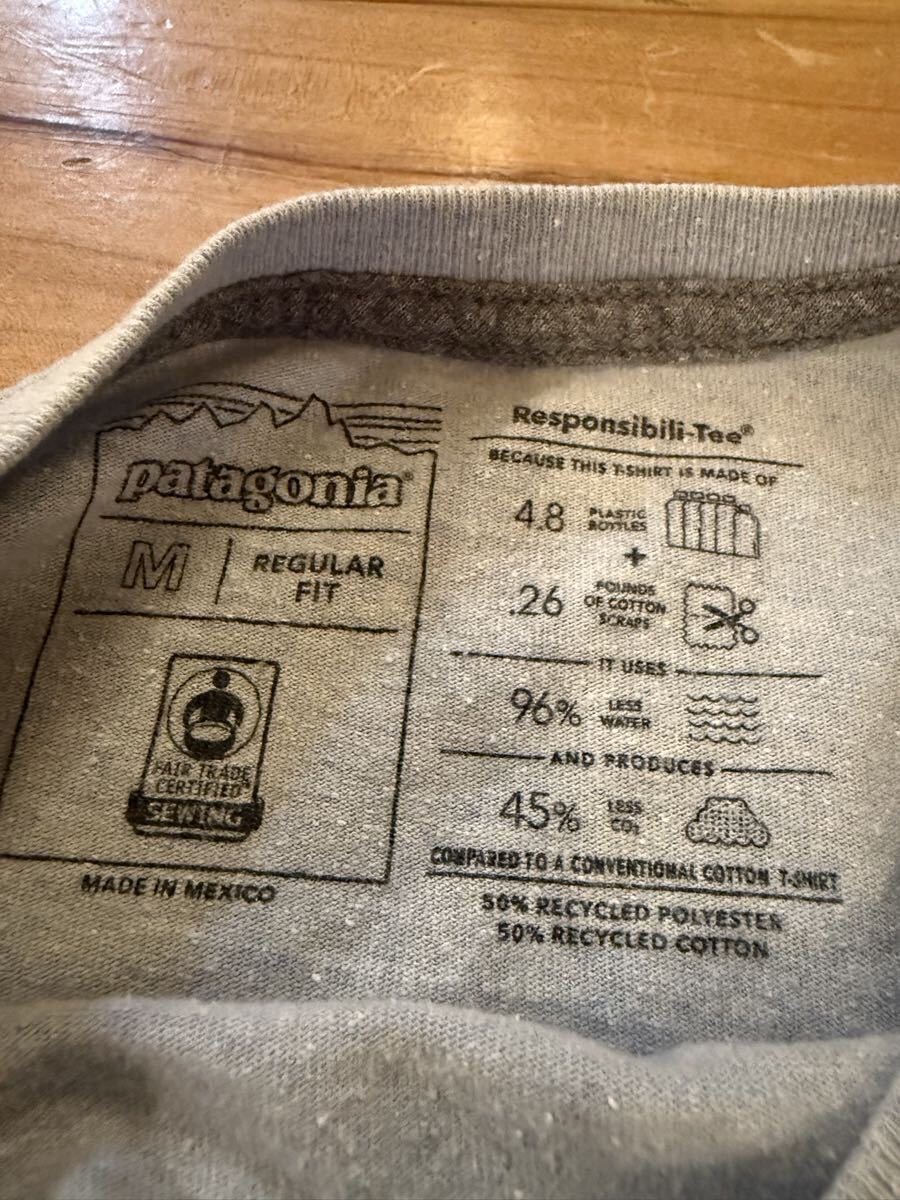 patagonia®
M
REGULAR
FIT
FAIR TRADE
CERTIFIED™
SEWING
MADE IN MEXICO
Responsibili-Tee®
BECAUSE THIS T-SHIRT IS MADE OF
4.8 PLASTIC
BOTTLES
+
.26 POUNDS
OF COTTON
SCRAPS
IT USES
96% LESS
WATER
AND PRODUCES
45% LESS
CO₂
COMPARED TO A CONVENTIONAL COTTON T-SHIRT
50% RECYCLED POLYESTER
50% RECYCLED COTTON